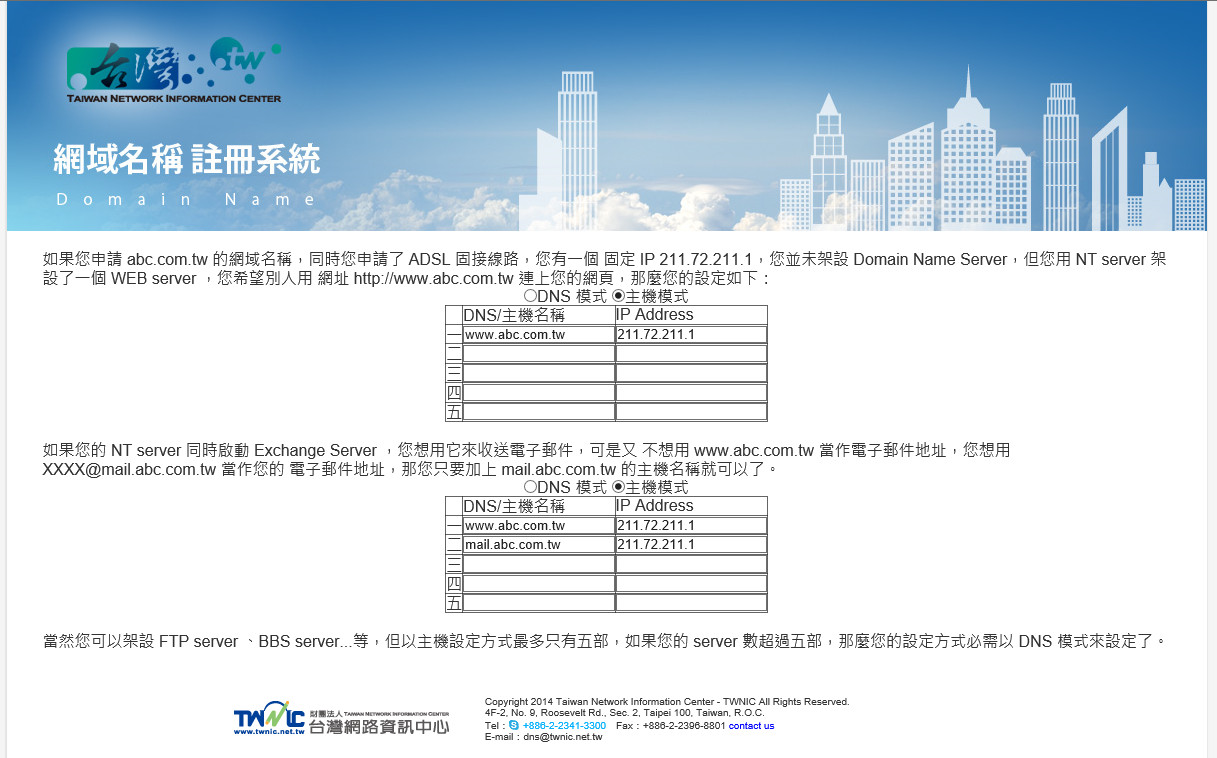 台灣.tw
TAIWAN NETWORK INFORMATION CENTER
網域名稱 註冊系統
Domain Name
如果您申請 abc.com.tw 的網域名稱，同時您申請了 ADSL 固接線路，您有一個 固定 IP 211.72.211.1，您並未架設 Domain Name Server，但您用 NT server 架
設了一個 WEB server ，您希望別人用 網址 http://www.abc.com.tw 連上您的網頁，那麼您的設定如下：
DNS 模式 主機模式
DNS/主機名稱 IP Address
一 www.abc.com.tw 211.72.211.1
二
三
四
五
如果您的 NT server 同時啟動 Exchange Server ，您想用它來收送電子郵件，可是又 不想用 www.abc.com.tw 當作電子郵件地址，您想用
XXXX@mail.abc.com.tw 當作您的 電子郵件地址，那您只要加上 mail.abc.com.tw 的主機名稱就可以了。
DNS 模式 主機模式
DNS/主機名稱 IP Address
一 www.abc.com.tw 211.72.211.1
二 mail.abc.com.tw 211.72.211.1
三
四
五
當然您可以架設 FTP server 、BBS server...等，但以主機設定方式最多只有五部，如果您的 server 數超過五部，那麼您的設定方式必需以 DNS 模式來設定了。
TWNIC 財團法人 TAIWAN NETWORK INFORMATION CENTER
www.twnic.net.tw 台灣網路資訊中心
Copyright 2014 Taiwan Network Information Center - TWNIC All Rights Reserved.
4F-2, No. 9, Roosevelt Rd., Sec. 2, Taipei 100, Taiwan, R.O.C.
Tel：+886-2-2341-3300 Fax：+886-2-2396-8801 contact us
E-mail：dns@twnic.net.tw